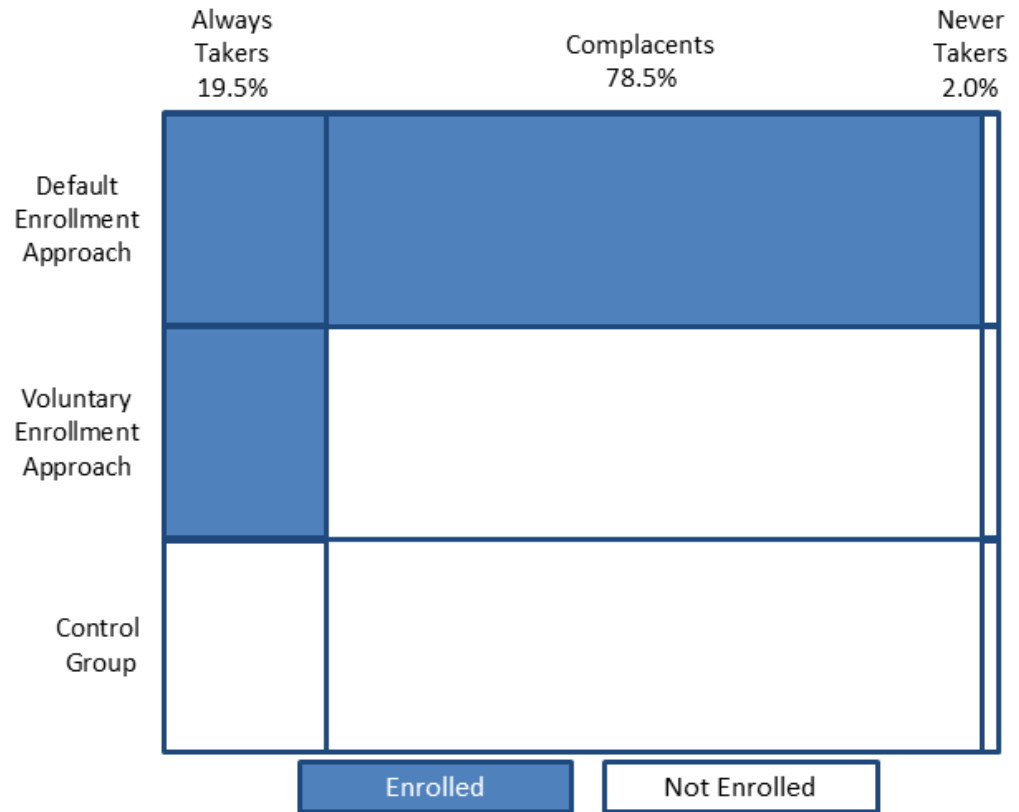 Always
Takers
19.5%
Complacents
78.5%
Never
Takers
2.0%
Default
Enrollment
Approach
Voluntary
Enrollment
Approach
Control
Group
Enrolled
Not Enrolled